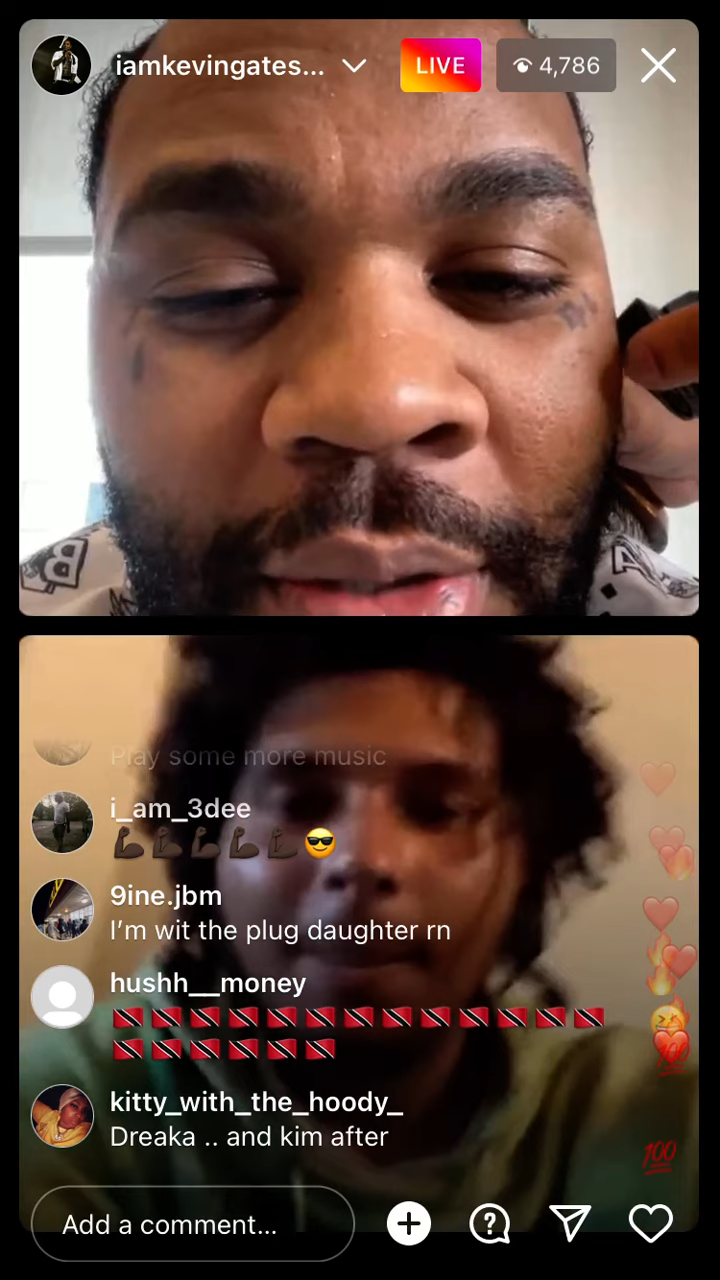 iamkevingates...
LIVE
4,786
Play some more music
i_am_3dee
💪🏿💪🏿💪🏿💪🏿💪🏿😎
9ine.jbm
I'm wit the plug daughter rn
hushh__money
🇹🇹🇹🇹🇹🇹🇹🇹🇹🇹🇹🇹🇹🇹🇹🇹🇹🇹🇹🇹🇹🇹🇹🇹🇹🇹
🇹🇹🇹🇹🇹🇹🇹🇹🇹🇹🇹🇹
kitty_with_the_hoody_
Dreaka .. and kim after
Add a comment...